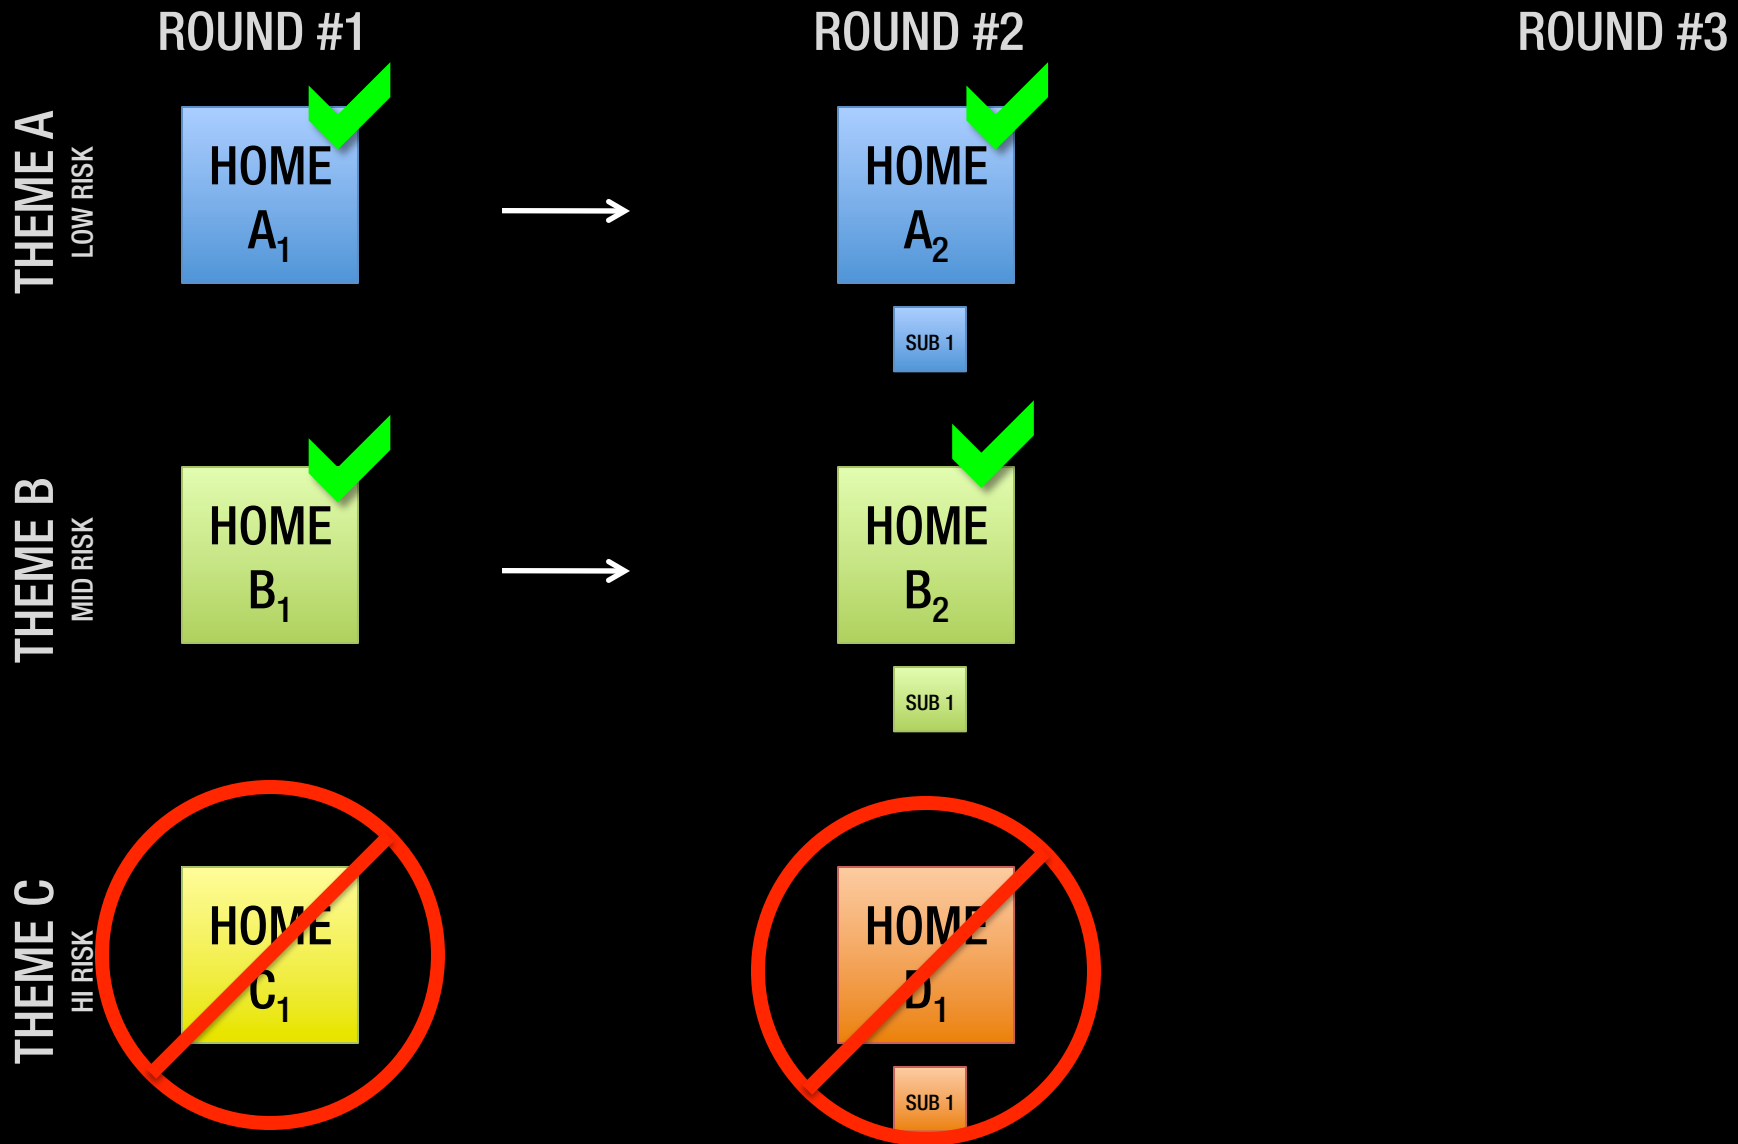 ROUND #1
ROUND #2
ROUND #3
THEME A
LOW RISK
HOME
A1
HOME
A2
SUB 1
THEME B
MID RISK
HOME
B1
HOME
B2
SUB 1
THEME C
HI RISK
HOME
C1
HOME
D1
SUB 1